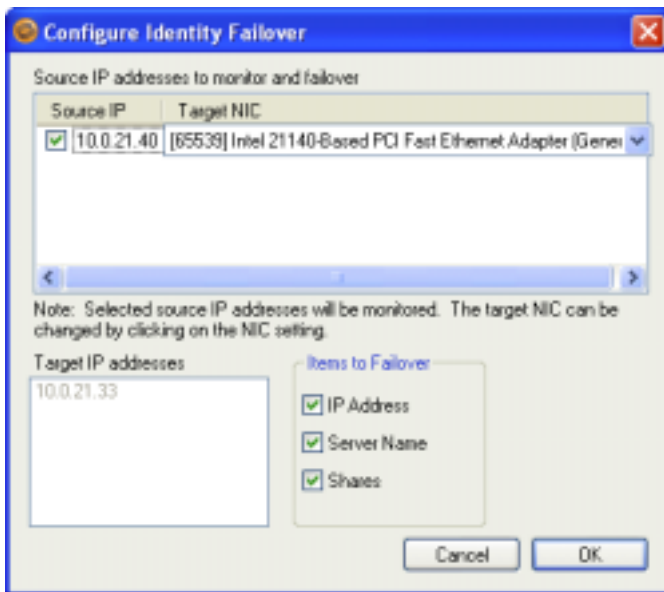 Configure Identity Failover
Source IP addresses to monitor and failover
Source IP Target NIC
10.0.21.40 [65539] Intel 21140-Based PCI Fast Ethernet Adapter (Gener
Note: Selected source IP addresses will be monitored. The target NIC can be
changed by clicking on the NIC setting.
Target IP addresses
10.0.21.33
Items to Failover
IP Address
Server Name
Shares
Cancel OK